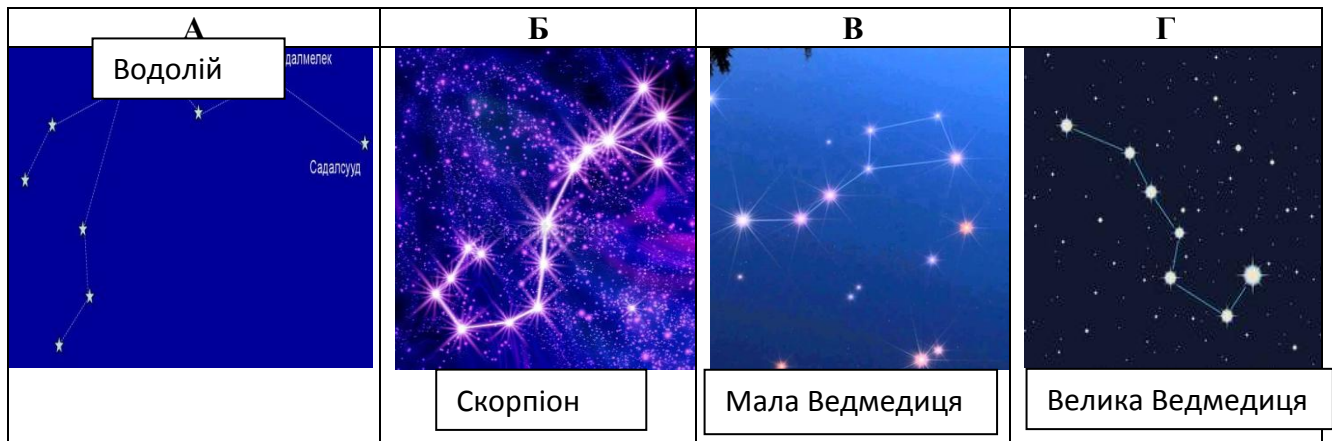 А Б В Г
Водолій
далмелек
Садалсууд
Скорпіон
Мала Ведмедиця
Велика Ведмедиця